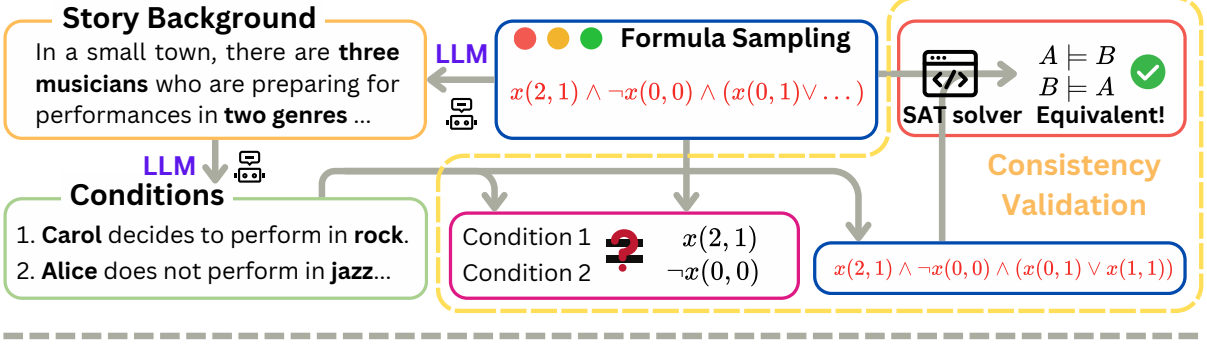 Story Background
In a small town, there are three
musicians who are preparing for
performances in two genres ...
LLM
Formula Sampling
x(2, 1) ∧ ¬x(0, 0) ∧ (x(0, 1)∨ ...)
A ⊨ B
B ⊨ A
SAT solver Equivalent!
LLM
Consistency
Validation
Conditions
1. Carol decides to perform in rock.
2. Alice does not perform in jazz...
Condition 1 x(2, 1)
Condition 2 ¬x(0, 0)
x(2, 1) ∧ ¬x(0, 0) ∧ (x(0, 1) ∨ x(1, 1))